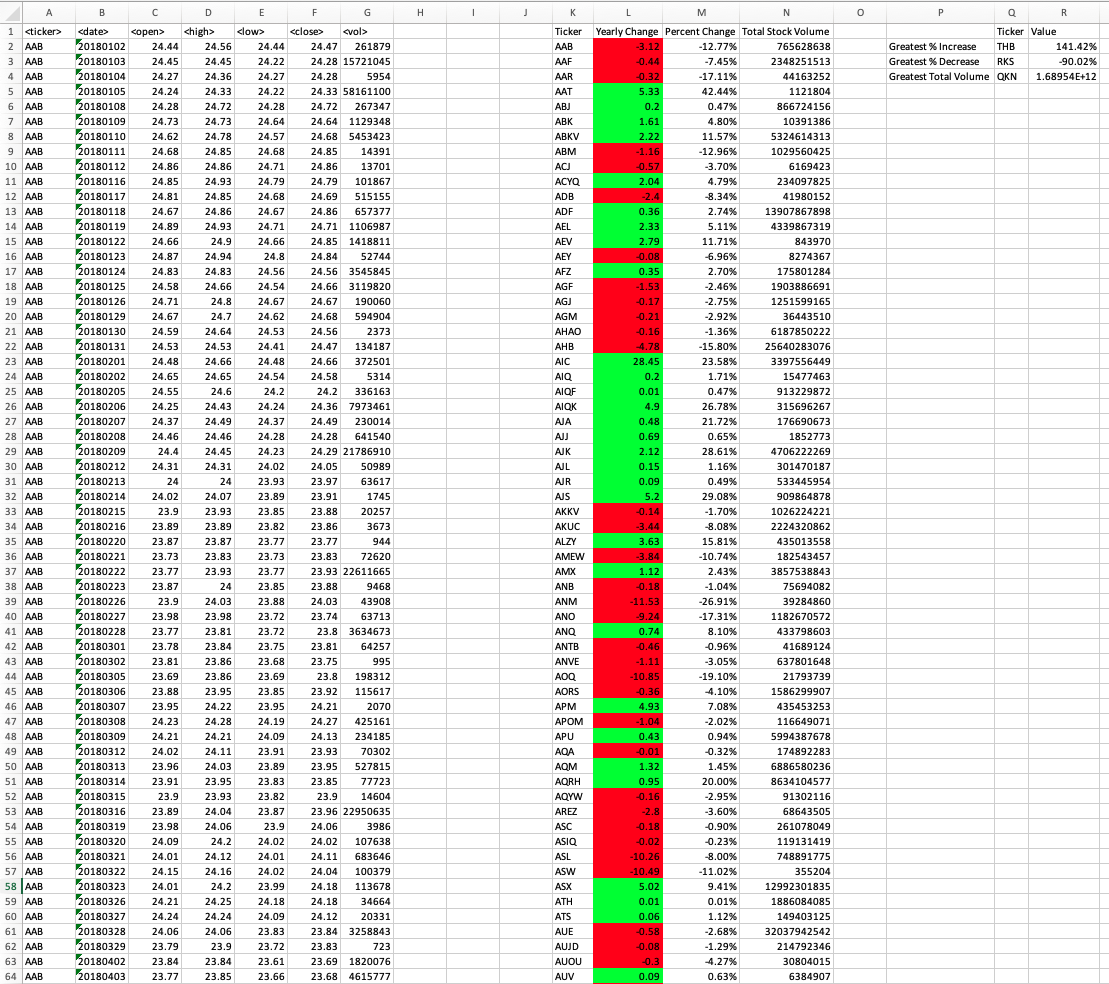 A B C D E F G H I J K L M N O P Q R
1 <ticker> <date> <open> <high> <low> <close> <vol> Ticker Yearly Change Percent Change Total Stock Volume Ticker Value
2 AAB 20180102 24.44 24.56 24.44 24.47 261879 AAB -3.12 -12.77% 765628638 Greatest % Increase THB 141.42%
3 AAB 20180103 24.45 24.45 24.22 24.28 15721045 AAF -0.44 -7.45% 2348251513 Greatest % Decrease RKS -90.02%
4 AAB 20180104 24.27 24.36 24.27 24.28 5954 AAR -0.32 -17.11% 44163252 Greatest Total Volume QKN 1.68954E+12
5 AAB 20180105 24.24 24.33 24.22 24.33 58161100 AAT 5.33 42.44% 1121804
6 AAB 20180108 24.28 24.72 24.28 24.72 267347 ABJ 0.2 0.47% 866724156
7 AAB 20180109 24.73 24.73 24.64 24.64 1129348 ABK 1.61 4.80% 10391386
8 AAB 20180110 24.62 24.78 24.57 24.68 5453423 ABKV 2.22 11.57% 5324614313
9 AAB 20180111 24.68 24.85 24.68 24.85 14391 ABM -1.16 -12.96% 1029560425
10 AAB 20180112 24.86 24.86 24.71 24.86 13701 ACJ -0.57 -3.70% 6169423
11 AAB 20180116 24.85 24.93 24.79 24.79 101867 ACYQ 2.04 4.79% 234097825
12 AAB 20180117 24.81 24.85 24.68 24.69 515155 ADB -2.4 -8.34% 41980152
13 AAB 20180118 24.67 24.86 24.67 24.86 657377 ADF 0.36 2.74% 13907867898
14 AAB 20180119 24.89 24.93 24.71 24.71 1106987 AEL 2.33 5.11% 4339867319
15 AAB 20180122 24.66 24.9 24.66 24.85 1418811 AEV 2.79 11.71% 843970
16 AAB 20180123 24.87 24.94 24.8 24.84 52744 AEY -0.08 -6.96% 8274367
17 AAB 20180124 24.83 24.83 24.56 24.56 3545845 AFZ 0.35 2.70% 175801284
18 AAB 20180125 24.58 24.66 24.54 24.66 3119820 AGF -1.53 -2.46% 1903886691
19 AAB 20180126 24.71 24.8 24.67 24.67 190060 AGJ -0.17 -2.75% 1251599165
20 AAB 20180129 24.67 24.7 24.62 24.68 594904 AGM -0.21 -2.92% 36443510
21 AAB 20180130 24.59 24.64 24.53 24.56 2373 AHAO -0.16 -1.36% 6187850222
22 AAB 20180131 24.53 24.53 24.41 24.47 134187 AHB -4.78 -15.80% 25640283076
23 AAB 20180201 24.48 24.66 24.48 24.66 372501 AIC 28.45 23.58% 3397556449
24 AAB 20180202 24.65 24.65 24.54 24.58 5314 AIQ 0.2 1.71% 15477463
25 AAB 20180205 24.55 24.6 24.2 24.2 336163 AIQF 0.01 0.47% 913229872
26 AAB 20180206 24.25 24.43 24.24 24.36 7973461 AIQK 4.9 26.78% 315696267
27 AAB 20180207 24.37 24.49 24.37 24.49 230014 AJA 0.48 21.72% 176690673
28 AAB 20180208 24.46 24.46 24.28 24.28 641540 AJJ 0.69 0.65% 1852773
29 AAB 20180209 24.4 24.45 24.23 24.29 21786910 AJK 2.12 28.61% 4706222269
30 AAB 20180212 24.31 24.31 24.02 24.05 50989 AJL 0.15 1.16% 301470187
31 AAB 20180213 24 24 23.93 23.97 63617 AJR 0.09 0.49% 533445954
32 AAB 20180214 24.02 24.07 23.89 23.91 1745 AJS 5.2 29.08% 909864878
33 AAB 20180215 23.9 23.93 23.85 23.88 20257 AKKV -0.14 -1.70% 1026224221
34 AAB 20180216 23.89 23.89 23.82 23.86 3673 AKUC -3.44 -8.08% 2224320862
35 AAB 20180220 23.87 23.87 23.77 23.77 944 ALZY 3.63 15.81% 435013558
36 AAB 20180221 23.73 23.83 23.73 23.83 72620 AMEW -3.84 -10.74% 182543457
37 AAB 20180222 23.77 23.93 23.77 23.93 22611665 AMX 1.12 2.43% 3857538843
38 AAB 20180223 23.87 24 23.85 23.88 9468 ANB -0.18 -1.04% 75694082
39 AAB 20180226 23.9 24.03 23.88 24.03 43908 ANM -11.53 -26.91% 39284860
40 AAB 20180227 23.98 23.98 23.72 23.74 63713 ANO -9.24 -17.31% 1182670572
41 AAB 20180228 23.77 23.81 23.72 23.8 3634673 ANQ 0.74 8.10% 433798603
42 AAB 20180301 23.78 23.84 23.75 23.81 64257 ANTB -0.46 -0.96% 41689124
43 AAB 20180302 23.81 23.86 23.68 23.75 995 ANVE -1.11 -3.05% 637801648
44 AAB 20180305 23.69 23.86 23.69 23.8 198312 AOQ -10.85 -19.10% 21793739
45 AAB 20180306 23.88 23.95 23.85 23.92 115617 AORS -0.36 -4.10% 1586299907
46 AAB 20180307 23.95 24.22 23.95 24.21 2070 APM 4.93 7.08% 435453253
47 AAB 20180308 24.23 24.28 24.19 24.27 425161 APOM -1.04 -2.02% 116649071
48 AAB 20180309 24.21 24.21 24.09 24.13 234185 APU 0.43 0.94% 5994387678
49 AAB 20180312 24.02 24.11 23.91 23.93 70302 AQA -0.01 -0.32% 174892283
50 AAB 20180313 23.96 24.03 23.89 23.95 527815 AQM 1.32 1.45% 6886580236
51 AAB 20180314 23.91 23.95 23.83 23.85 77723 AQRH 0.95 20.00% 8634104577
52 AAB 20180315 23.9 23.93 23.82 23.9 14604 AQYW -0.16 -2.95% 91302116
53 AAB 20180316 23.89 24.04 23.87 23.96 22950635 AREZ -2.8 -3.60% 68643505
54 AAB 20180319 23.98 24.06 23.9 24.06 3986 ASC -0.18 -0.90% 261078049
55 AAB 20180320 24.09 24.2 24.02 24.02 107638 ASIQ -0.02 -0.23% 119131419
56 AAB 20180321 24.01 24.12 24.01 24.11 683646 ASL -10.26 -8.00% 748891775
57 AAB 20180322 24.15 24.16 24.02 24.04 100379 ASW -10.49 -11.02% 355204
58 AAB 20180323 24.01 24.2 23.99 24.18 113678 ASX 5.02 9.41% 12992301835
59 AAB 20180326 24.21 24.25 24.18 24.18 34664 ATH 0.01 0.01% 1886084085
60 AAB 20180327 24.24 24.24 24.09 24.12 20331 ATS 0.06 1.12% 149403125
61 AAB 20180328 24.06 24.06 23.83 23.84 3258843 AUE -0.58 -2.68% 32037942542
62 AAB 20180329 23.79 23.9 23.72 23.83 723 AUJD -0.08 -1.29% 214792346
63 AAB 20180402 23.84 23.84 23.61 23.69 1820076 AUOU -0.3 -4.27% 30804015
64 AAB 20180403 23.77 23.85 23.66 23.68 4615777 AUV 0.09 0.63% 6384907